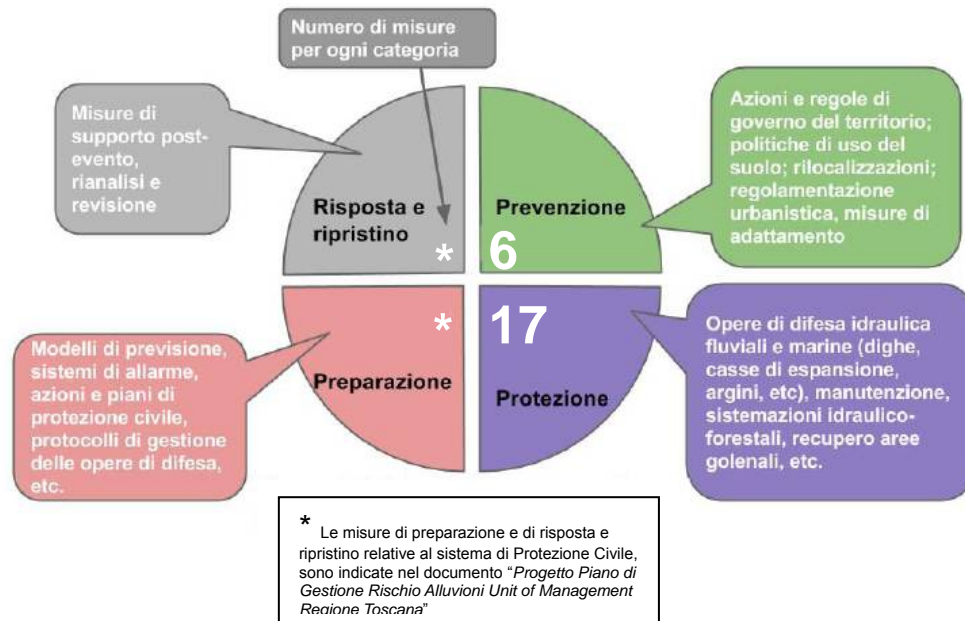 Numero di misure
per ogni categoria
Misure di
supporto post-
evento,
rianalisi e
revisione
Risposta e
ripristino
*
Prevenzione
6
Azioni e regole di
governo del territorio;
politiche di uso del
suolo; rilocalizzazioni;
regolamentazione
urbanistica, misure di
adattamento
Modelli di previsione,
sistemi di allarme,
azioni e piani di
protezione civile,
protocolli di gestione
delle opere di difesa,
etc.
*
Preparazione
17
Protezione
Opere di difesa idraulica
fluviali e marine (dighe,
casse di espansione,
argini, etc), manutenzione,
sistemazioni idraulico-
forestali, recupero aree
golenali, etc.
* Le misure di preparazione e di risposta e
ripristino relative al sistema di Protezione Civile,
sono indicate nel documento “Progetto Piano di
Gestione Rischio Alluvioni Unit of Management
Regione Toscana”